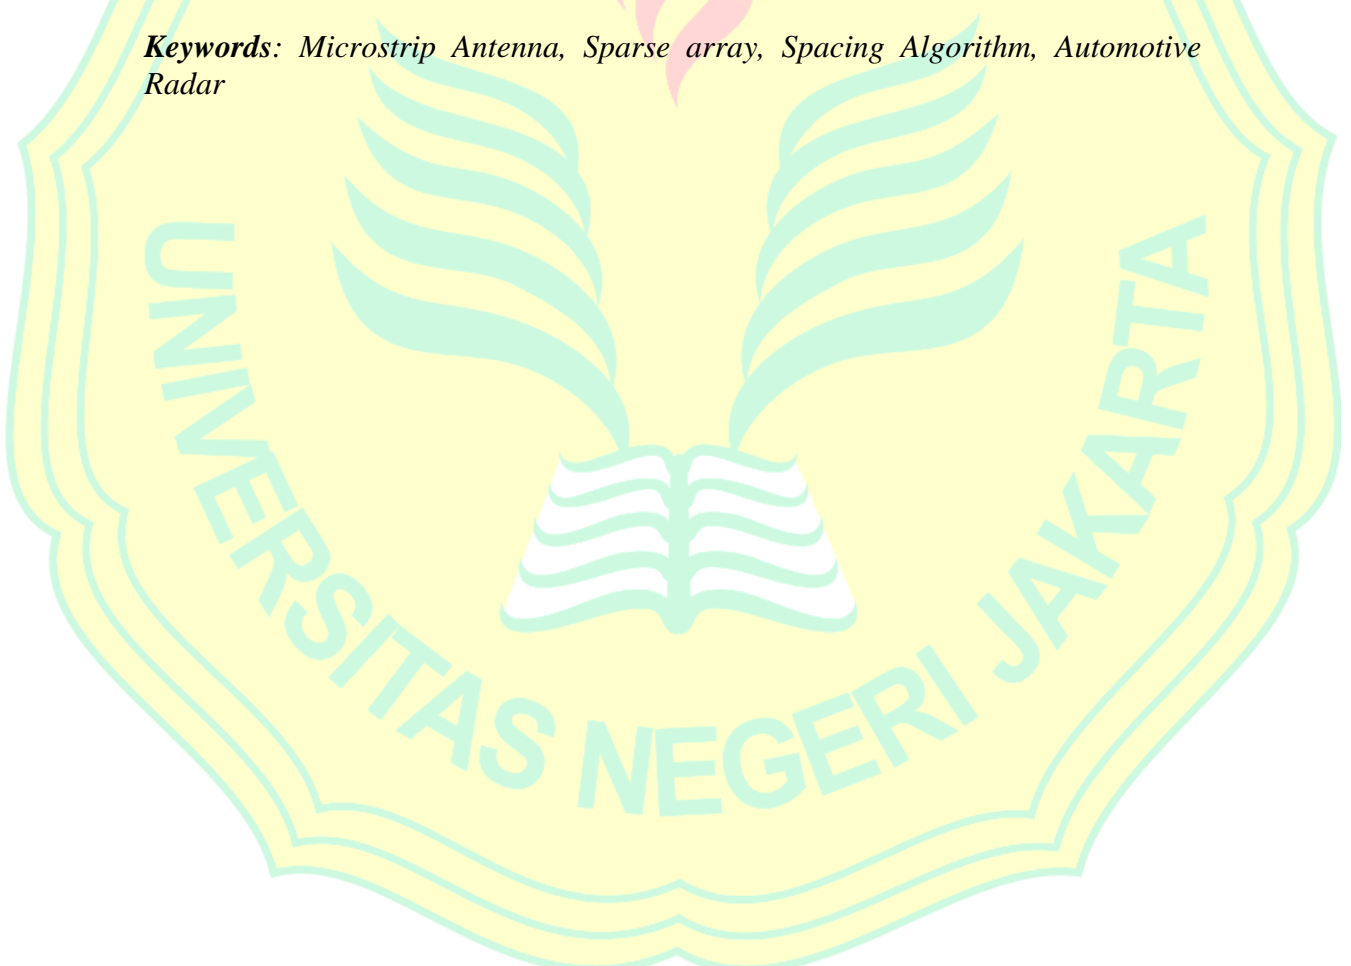 Keywords: Microstrip Antenna, Sparse array, Spacing Algorithm, Automotive
Radar
UNIVERSITAS NEGERI JAKARTA